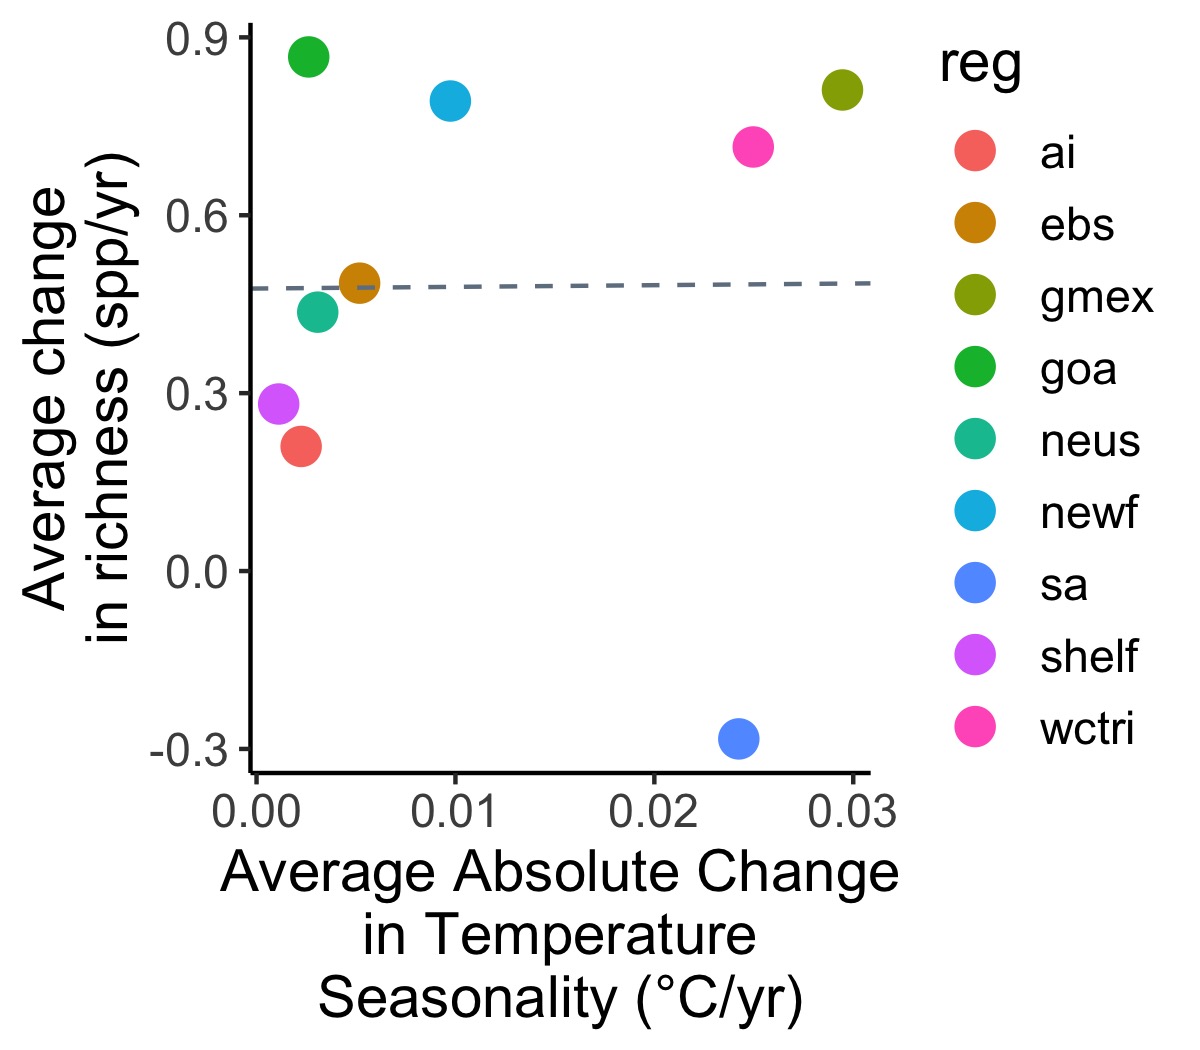 Average change
in richness (spp/yr)
0.9
0.6
0.3
0.0
-0.3
0.00 0.01 0.02 0.03
Average Absolute Change
in Temperature
Seasonality (°C/yr)
reg
ai
ebs
gmex
goa
neus
newf
sa
shelf
wctri